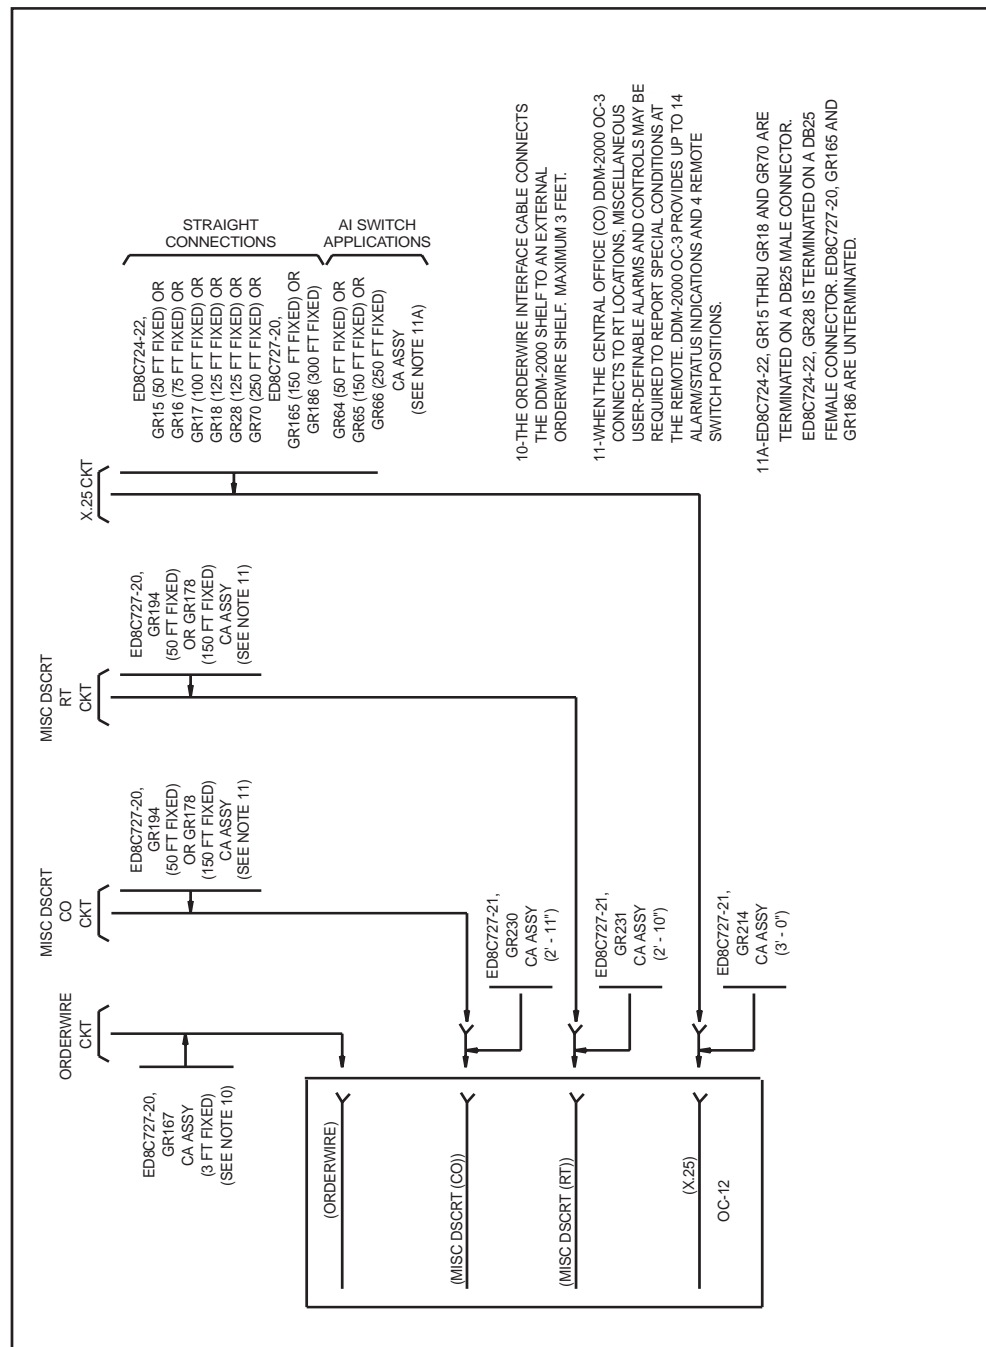 ORDERWIRE
CKT
ED8C727-20,
GR167
CA ASSY
(3 FT FIXED)
(SEE NOTE 10)
MISC DSCRT
CO
CKT
ED8C727-20,
GR194
(50 FT FIXED)
OR GR178
(150 FT FIXED)
CA ASSY
(SEE NOTE 11)
MISC DSCRT
RT
CKT
ED8C727-20,
GR194
(50 FT FIXED)
OR GR178
(150 FT FIXED)
CA ASSY
(SEE NOTE 11)
X.25 CKT
STRAIGHT
CONNECTIONS
ED8C724-22,
GR15 (50 FT FIXED) OR
GR16 (75 FT FIXED) OR
GR17 (100 FT FIXED) OR
GR18 (125 FT FIXED) OR
GR28 (125 FT FIXED) OR
GR70 (250 FT FIXED) OR
ED8C727-20,
GR165 (150 FT FIXED) OR
GR186 (300 FT FIXED)
AI SWITCH
APPLICATIONS
GR64 (50 FT FIXED) OR
GR65 (150 FT FIXED) OR
GR86 (250 FT FIXED)
CA ASSY
(SEE NOTE 11A)
ED8C727-21,
GR230
CA ASSY
(2' - 11")
ED8C727-21,
GR231
CA ASSY
(2' - 10")
ED8C727-21,
GR214
CA ASSY
(3' - 0")
(ORDERWIRE)
(MISC DSCRT (CO))
(MISC DSCRT (RT))
(X.25)
OC-12
10-THE ORDERWIRE INTERFACE CABLE CONNECTS
THE DDM-2000 SHELF TO AN EXTERNAL
ORDERWIRE SHELF. MAXIMUM 3 FEET.
11-WHEN THE CENTRAL OFFICE (CO) DDM-2000 OC-3
CONNECTS TO RT LOCATIONS, MISCELLANEOUS
USER-DEFINABLE ALARMS AND CONTROLS MAY BE
REQUIRED TO REPORT SPECIAL CONDITIONS AT
THE REMOTE. DDM-2000 OC-3 PROVIDES UP TO 14
ALARM/STATUS INDICATIONS AND 4 REMOTE
SWITCH POSITIONS.
11A-ED8C724-22, GR15 THRU GR18 AND GR70 ARE
TERMINATED ON A DB25 MALE CONNECTOR.
ED8C724-22, GR28 IS TERMINATED ON A DB25
FEMALE CONNECTOR. ED8C727-20, GR165 AND
GR186 ARE UNTERMINATED.